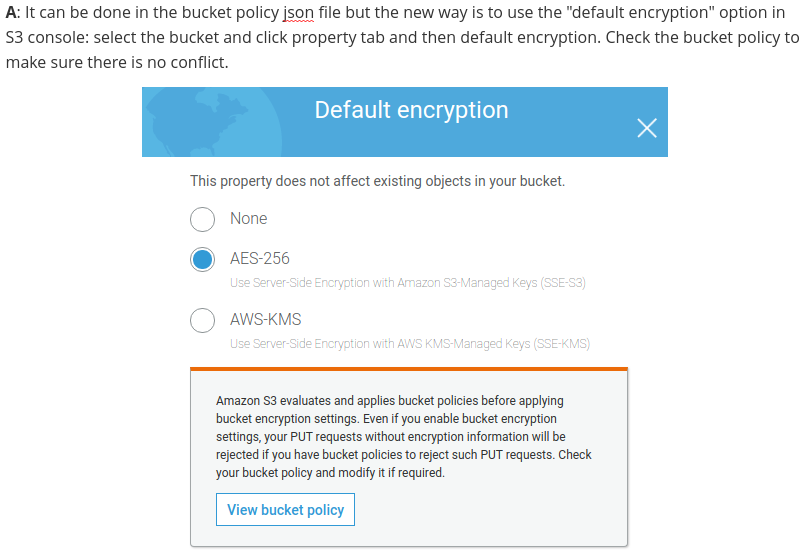 A: It can be done in the bucket policy json file but the new way is to use the "default encryption" option in
S3 console: select the bucket and click property tab and then default encryption. Check the bucket policy to
make sure there is no conflict.
Default encryption
This property does not affect existing objects in your bucket.
None
AES-256
Use Server-Side Encryption with Amazon S3-Managed Keys (SSE-S3)
AWS-KMS
Use Server-Side Encryption with AWS KMS-Managed Keys (SSE-KMS)
Amazon S3 evaluates and applies bucket policies before applying
bucket encryption settings. Even if you enable bucket encryption
settings, your PUT requests without encryption information will be
rejected if you have bucket policies to reject such PUT requests. Check
your bucket policy and modify it if required.
View bucket policy